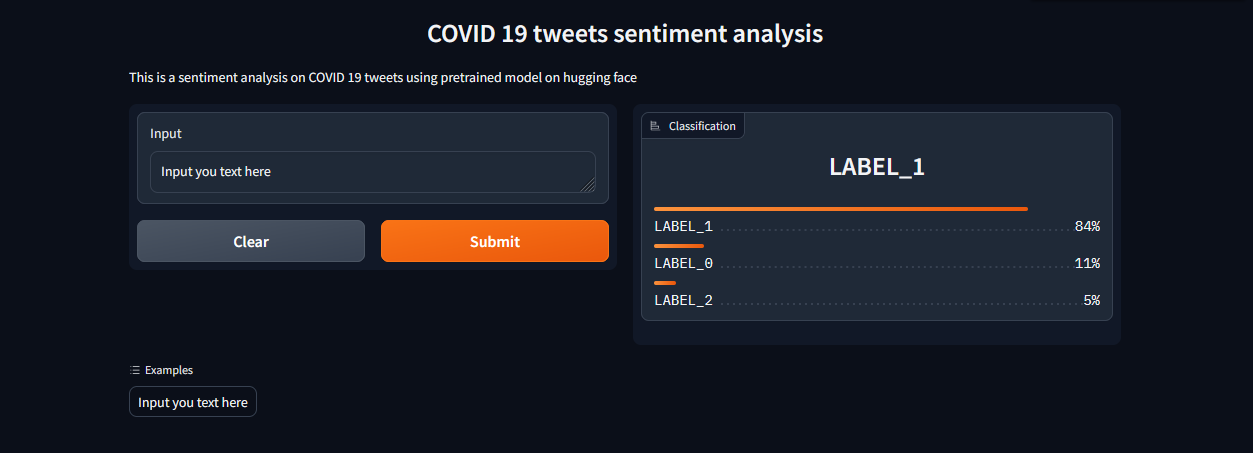 COVID 19 tweets sentiment analysis
This is a sentiment analysis on COVID 19 tweets using pretrained model on hugging face
Input
Input you text here
Clear
Submit
Classification
LABEL_1
LABEL_1 84%
LABEL_0 11%
LABEL_2 5%
Examples
Input you text here